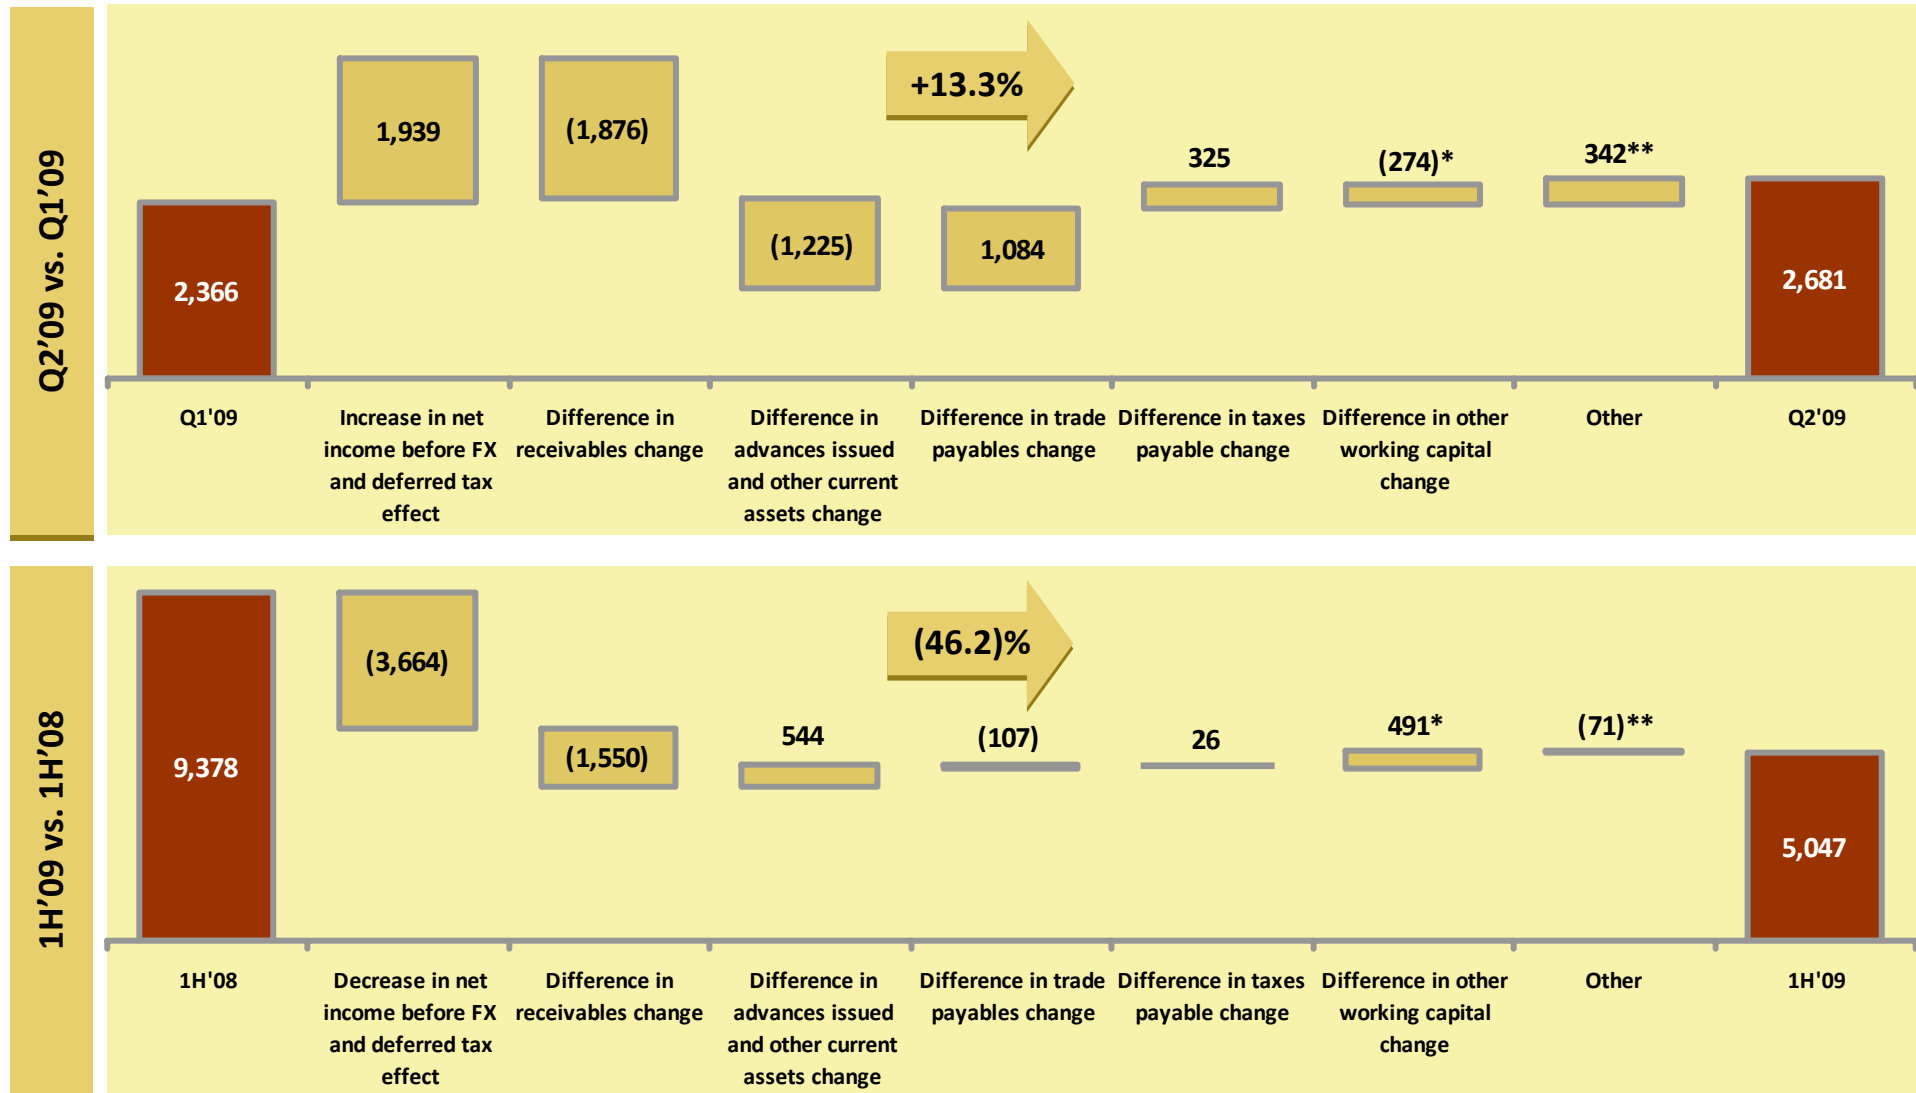 Q2’09 vs. Q1’09
+13.3%
1,939
(1,876)
325
(274)*
342**
(1,225)
1,084
2,366
2,681
Q1'09
Increase in net
income before FX
and deferred tax
effect
Difference in
receivables change
Difference in
advances issued
and other current
assets change
Difference in trade
payables change
Difference in taxes
payable change
Difference in other
working capital
change
Other
Q2'09
1H’09 vs. 1H’08
(46.2)%
(3,664)
(1,550)
544
(107)
26
491*
(71)**
9,378
5,047
1H'08
Decrease in net
income before FX
and deferred tax
effect
Difference in
receivables change
Difference in
advances issued
and other current
assets change
Difference in trade
payables change
Difference in taxes
payable change
Difference in other
working capital
change
Other
1H'09